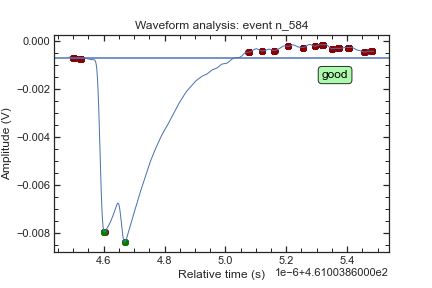 Waveform analysis: event n_584
0.000
−0.002
−0.004
−0.006
−0.008
Amplitude (V)
good
4.6 4.8 5.0 5.2 5.4
Relative time (s)
1e−6+4.6100386000e2